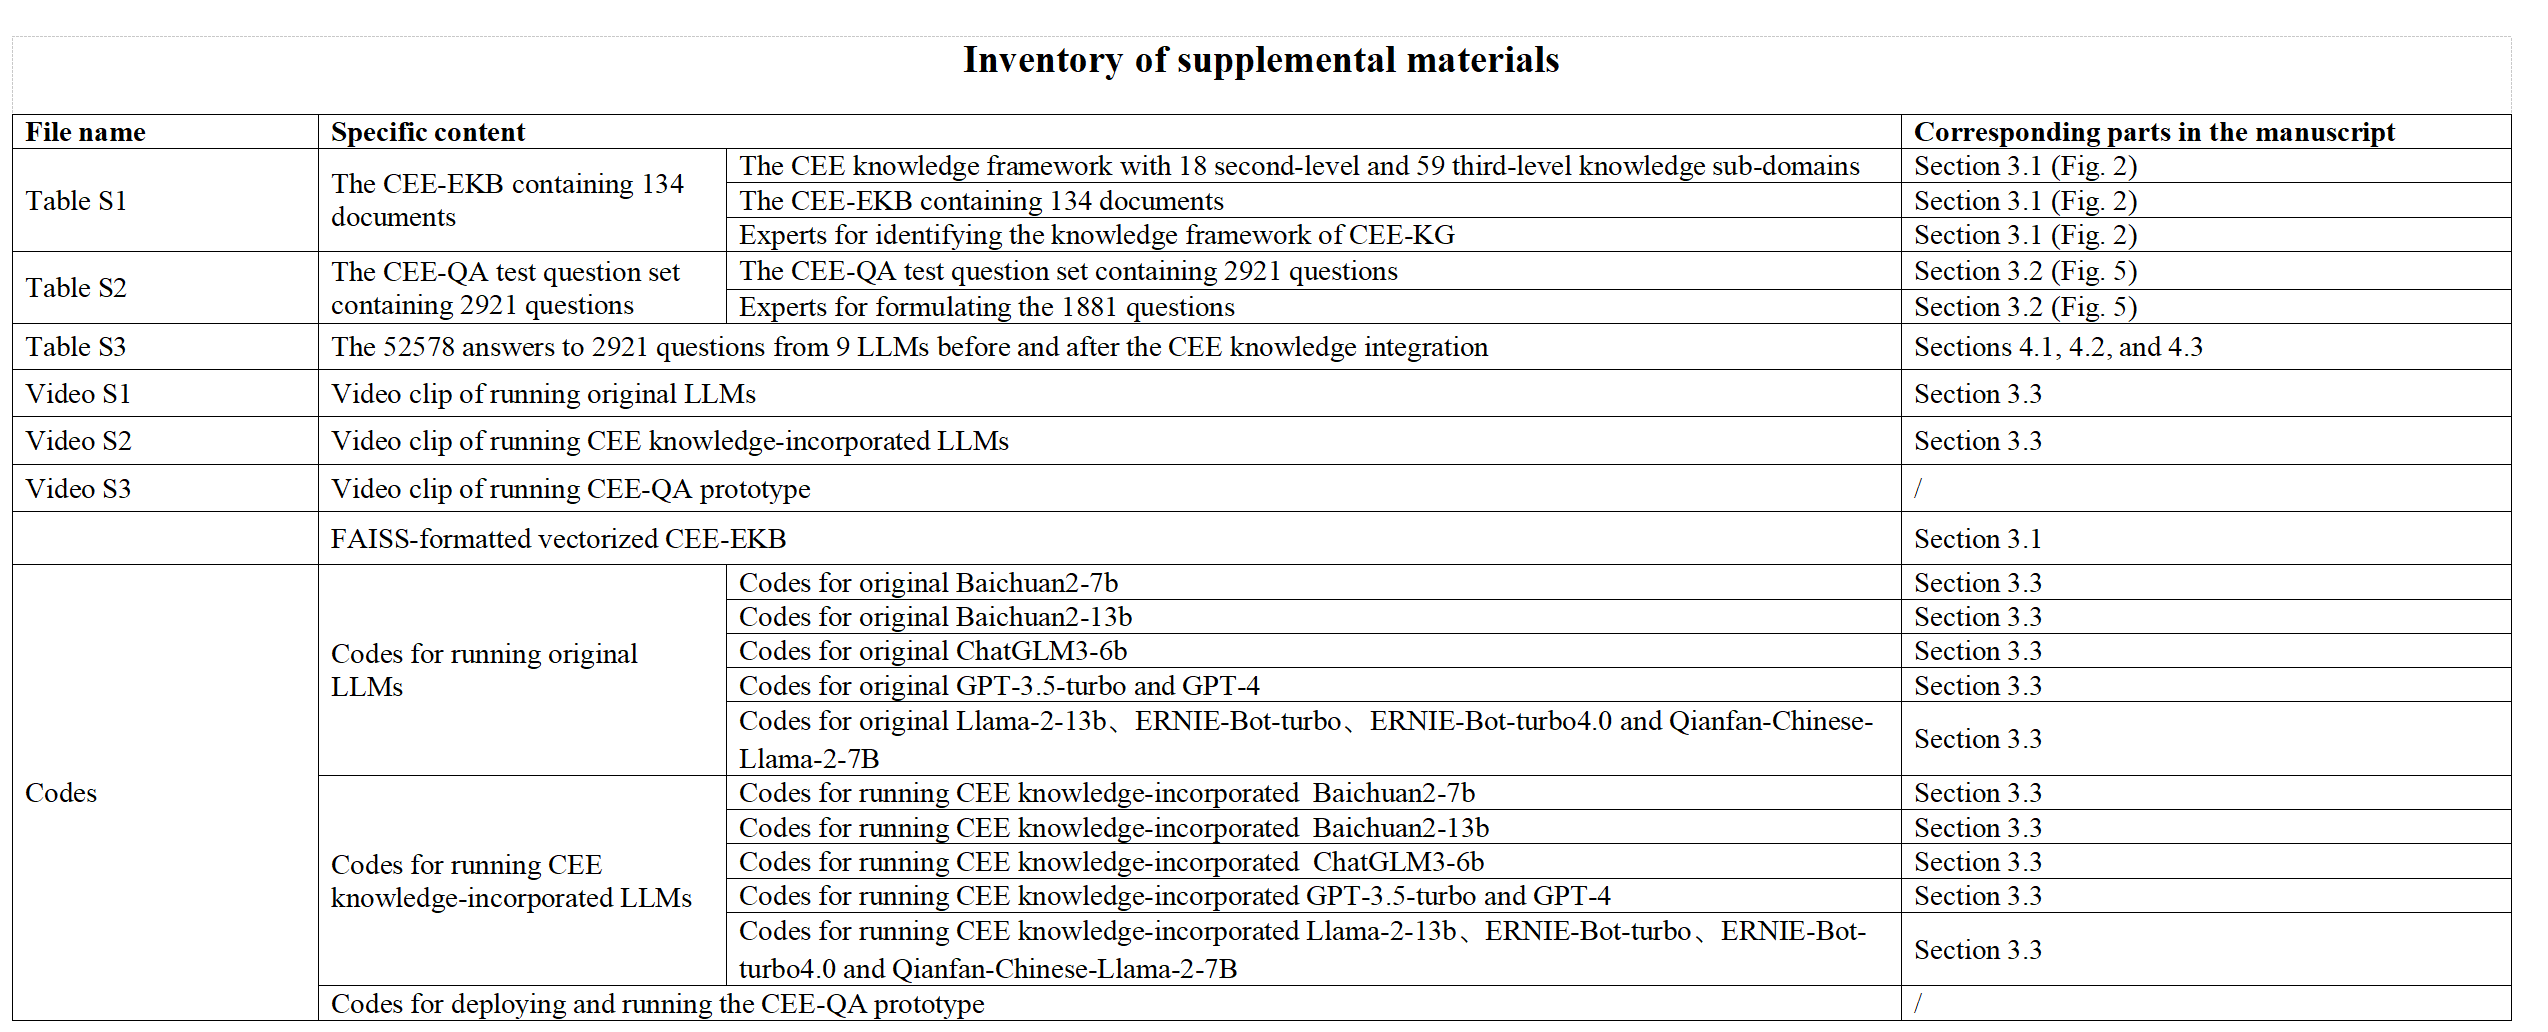 Inventory of supplemental materials
File name Specific content Corresponding parts in the manuscript
Table S1
The CEE-EKB containing 134
documents
The CEE knowledge framework with 18 second-level and 59 third-level knowledge sub-domains Section 3.1 (Fig. 2)
The CEE-EKB containing 134 documents Section 3.1 (Fig. 2)
Experts for identifying the knowledge framework of CEE-KG Section 3.1 (Fig. 2)
Table S2
The CEE-QA test question set
containing 2921 questions
The CEE-QA test question set containing 2921 questions Section 3.2 (Fig. 5)
Experts for formulating the 1881 questions Section 3.2 (Fig. 5)
Table S3 The 52578 answers to 2921 questions from 9 LLMs before and after the CEE knowledge integration Sections 4.1, 4.2, and 4.3
Video S1 Video clip of running original LLMs Section 3.3
Video S2 Video clip of running CEE knowledge-incorporated LLMs Section 3.3
Video S3 Video clip of running CEE-QA prototype /
FAISS-formatted vectorized CEE-EKB Section 3.1
Codes
Codes for running original
LLMs
Codes for original Baichuan2-7b Section 3.3
Codes for original Baichuan2-13b Section 3.3
Codes for original ChatGLM3-6b Section 3.3
Codes for original GPT-3.5-turbo and GPT-4 Section 3.3
Codes for original Llama-2-13b、ERNIE-Bot-turbo、ERNIE-Bot-turbo4.0 and Qianfan-Chinese-
Llama-2-7B
Section 3.3
Codes for running CEE
knowledge-incorporated LLMs
Codes for running CEE knowledge-incorporated Baichuan2-7b Section 3.3
Codes for running CEE knowledge-incorporated Baichuan2-13b Section 3.3
Codes for running CEE knowledge-incorporated ChatGLM3-6b Section 3.3
Codes for running CEE knowledge-incorporated GPT-3.5-turbo and GPT-4 Section 3.3
Codes for running CEE knowledge-incorporated Llama-2-13b、ERNIE-Bot-turbo、ERNIE-Bot-
turbo4.0 and Qianfan-Chinese-Llama-2-7B
Section 3.3
Codes for deploying and running the CEE-QA prototype /